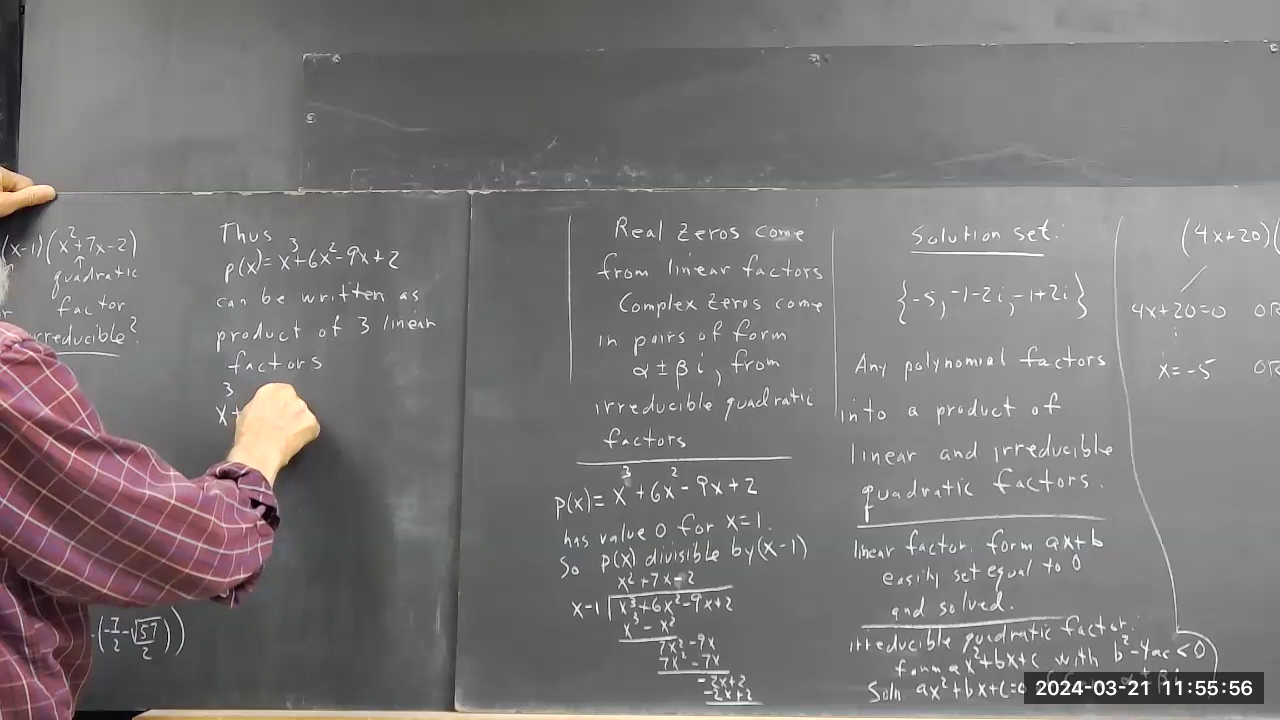 (x-1)(x²+7x-2)
↑
quadratic
factor
irreducible?
-(-7/2-√57/2))
Thus
p(x)=x³+6x²-9x+2
can be written as
product of 3 linear
factors
x³+
Real zeros come
from linear factors
Complex zeros come
in pairs of form
α±βi, from
irreducible quadratic
factors
p(x)=x³+6x²-9x+2
has value 0 for x=1.
So p(x) divisible by (x-1)
x²+7x-2
x-1 x³+6x²-9x+2
x³-x²
7x²-9x
7x²-7x
-2x+2
-2x+2
Solution set:
{-5,-1-2i,-1+2i}
Any polynomial factors
into a product of
linear and irreducible
quadratic factors.
linear factor. form ax+b
easily set equal to 0
and solved.
irreducible quadratic factor.
form ax²+bx+c with b²-4ac<0
Soln ax²+bx+c=0
(4x+20)(
4x+20=0 OR
x=-5 OR
2024-03-21 11:55:56